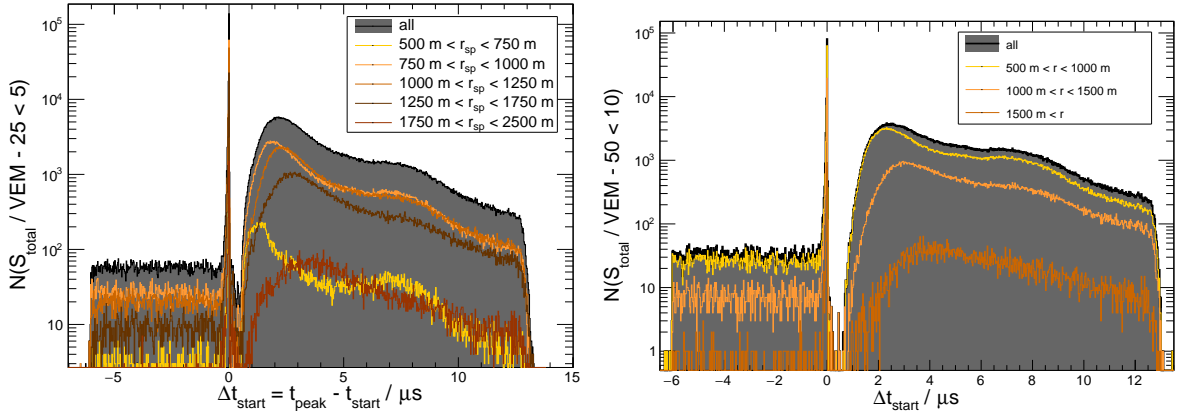 N(S_total / VEM - 25 < 5)
10^5
10^4
10^3
10^2
10
all
500 m < r_sp < 750 m
750 m < r_sp < 1000 m
1000 m < r_sp < 1250 m
1250 m < r_sp < 1750 m
1750 m < r_sp < 2500 m
−5 0 5 10 15
Δt_start = t_peak - t_start / μs
N(S_total / VEM - 50 < 10)
10^5
10^4
10^3
10^2
10
1
all
500 m < r < 1000 m
1000 m < r < 1500 m
1500 m < r
−6 −4 −2 0 2 4 6 8 10 12
Δt_start / μs